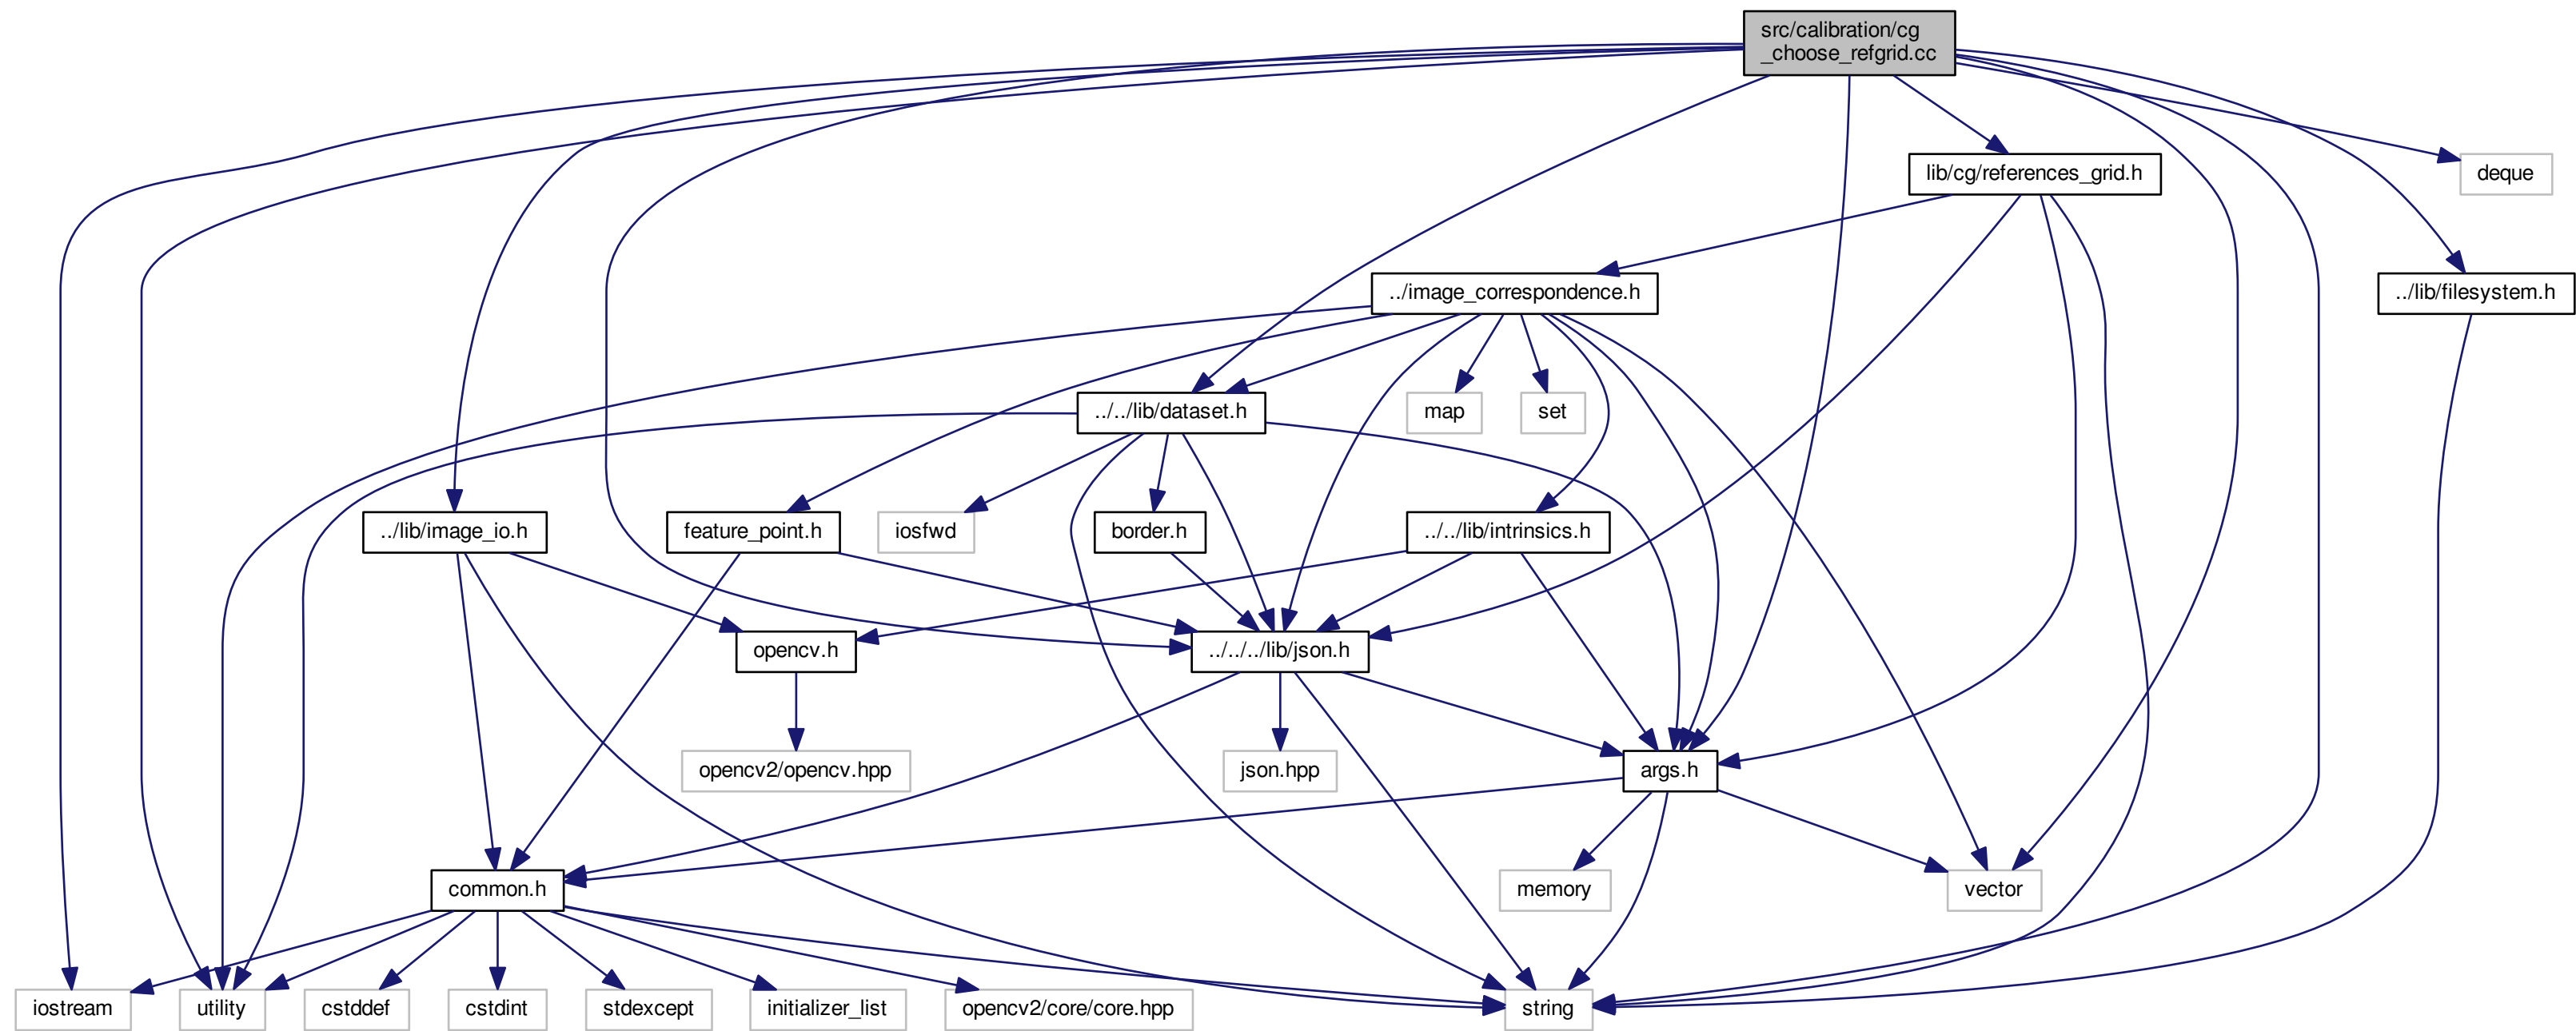 src/calibration/cg
_choose_refgrid.cc
lib/cg/references_grid.h
deque
../image_correspondence.h
../lib/filesystem.h
../../lib/dataset.h
map
set
../lib/image_io.h
feature_point.h
iosfwd
border.h
../../lib/intrinsics.h
opencv.h
../../../lib/json.h
opencv2/opencv.hpp
json.hpp
args.h
common.h
memory
vector
iostream
utility
cstddef
cstdint
stdexcept
initializer_list
opencv2/core/core.hpp
string